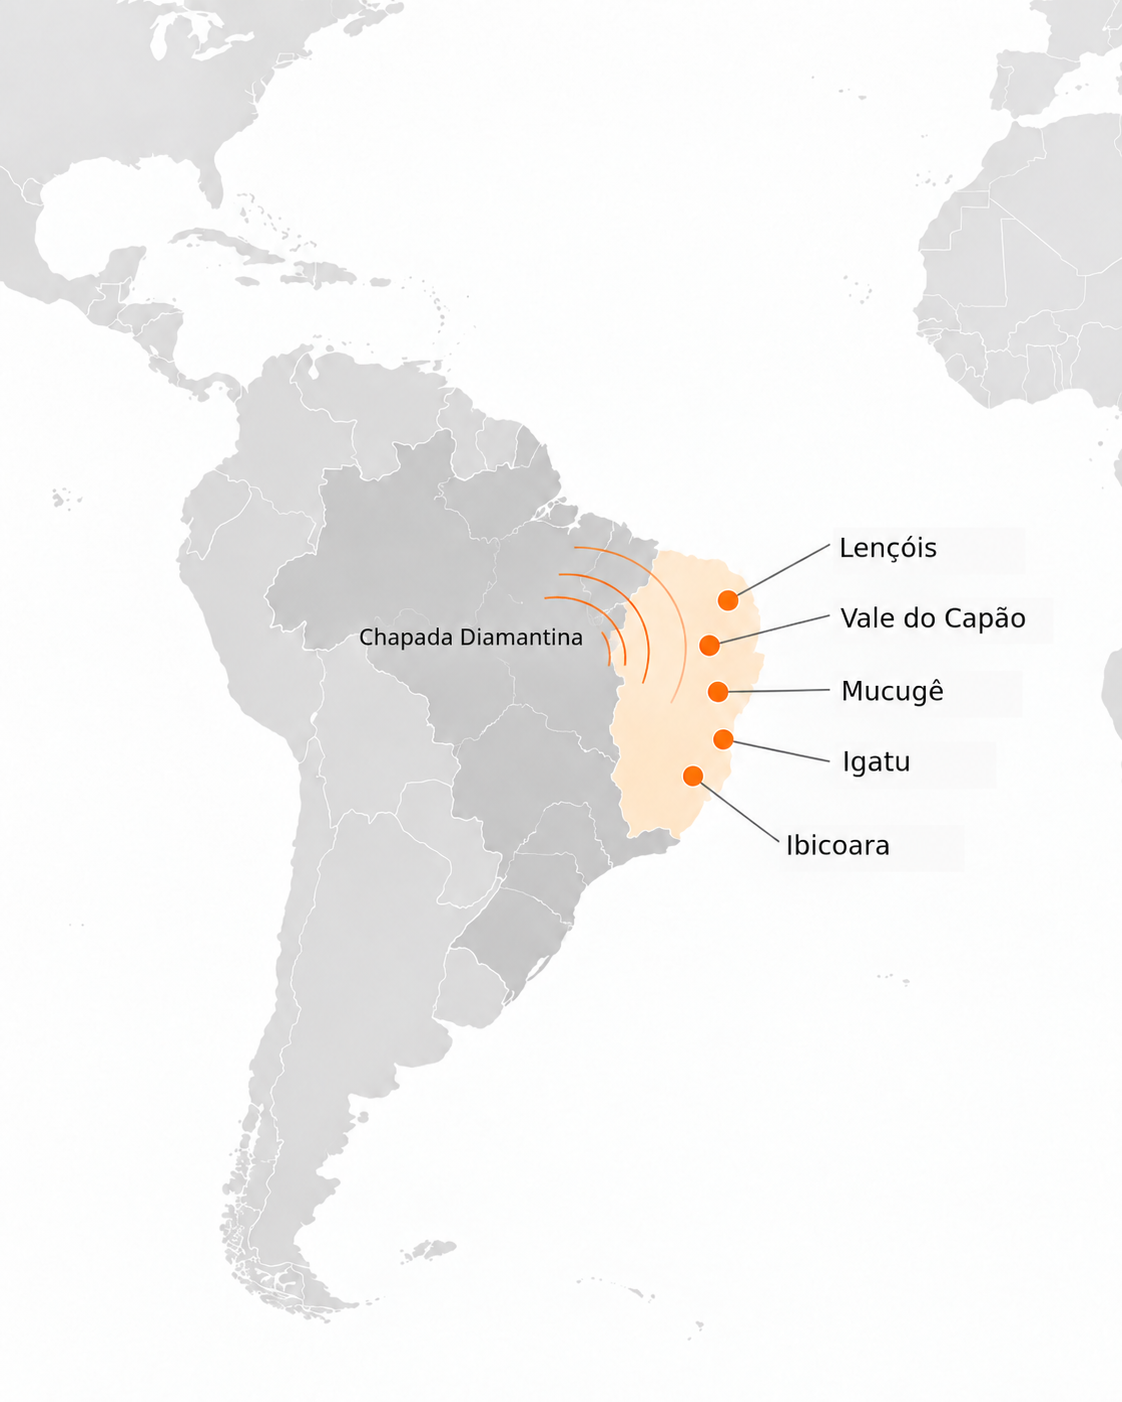 Lençóis
Vale do Capão
Chapada Diamantina
Mucugê
Igatu
Ibicoara